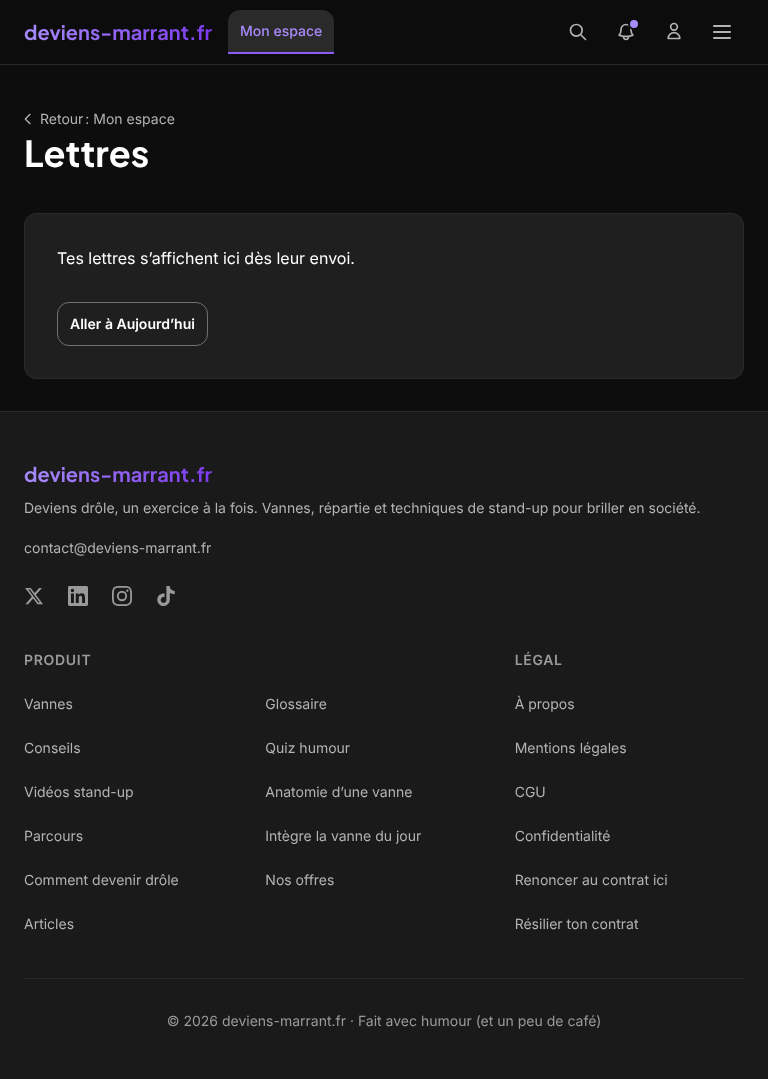 deviens-marrant.fr
Mon espace
Retour : Mon espace
Lettres
Tes lettres s’affichent ici dès leur envoi.
Aller à Aujourd’hui
deviens-marrant.fr
Deviens drôle, un exercice à la fois. Vannes, répartie et techniques de stand-up pour briller en société.
contact@deviens-marrant.fr
PRODUIT
Vannes
Conseils
Vidéos stand-up
Parcours
Comment devenir drôle
Articles
Glossaire
Quiz humour
Anatomie d’une vanne
Intègre la vanne du jour
Nos offres
LÉGAL
À propos
Mentions légales
CGU
Confidentialité
Renoncer au contrat ici
Résilier ton contrat
© 2026 deviens-marrant.fr · Fait avec humour (et un peu de café)